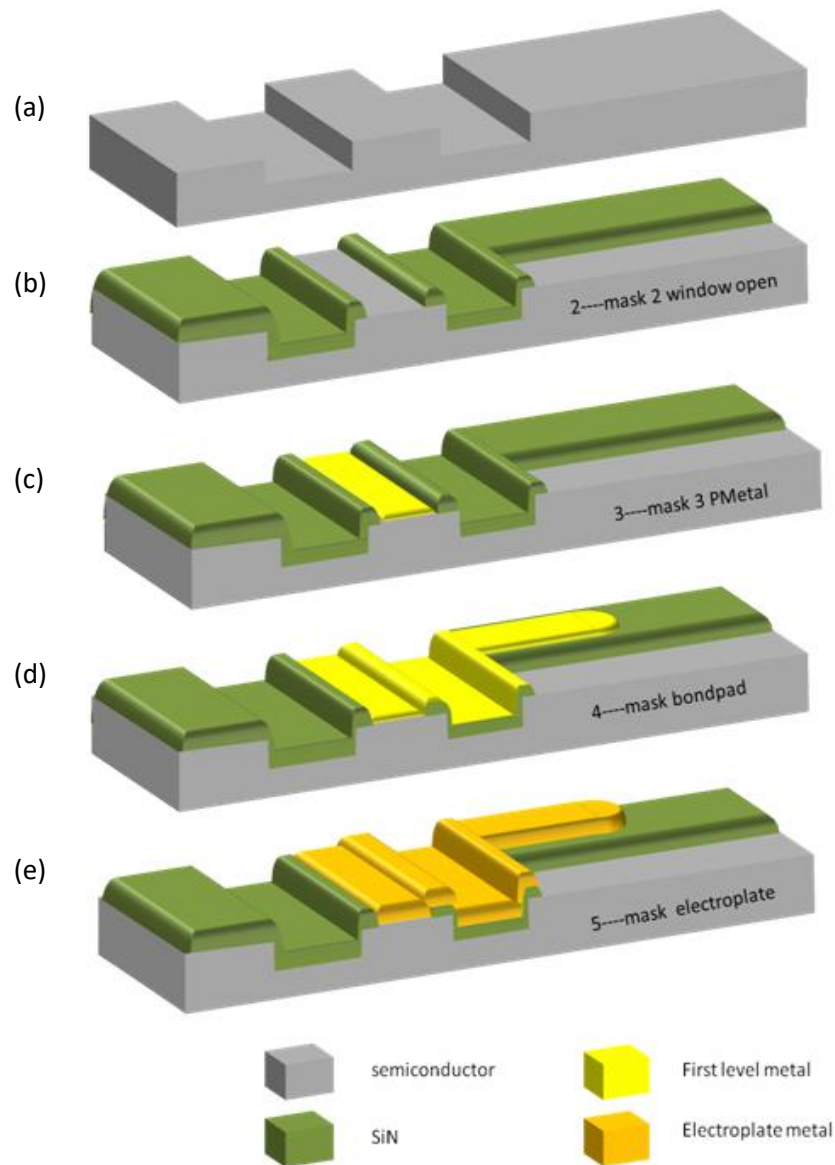 (a)
(b)
2----mask 2 window open
(c)
3----mask 3 PMetal
(d)
4----mask bondpad
(e)
5----mask electroplate
semiconductor
First level metal
SiN
Electroplate metal